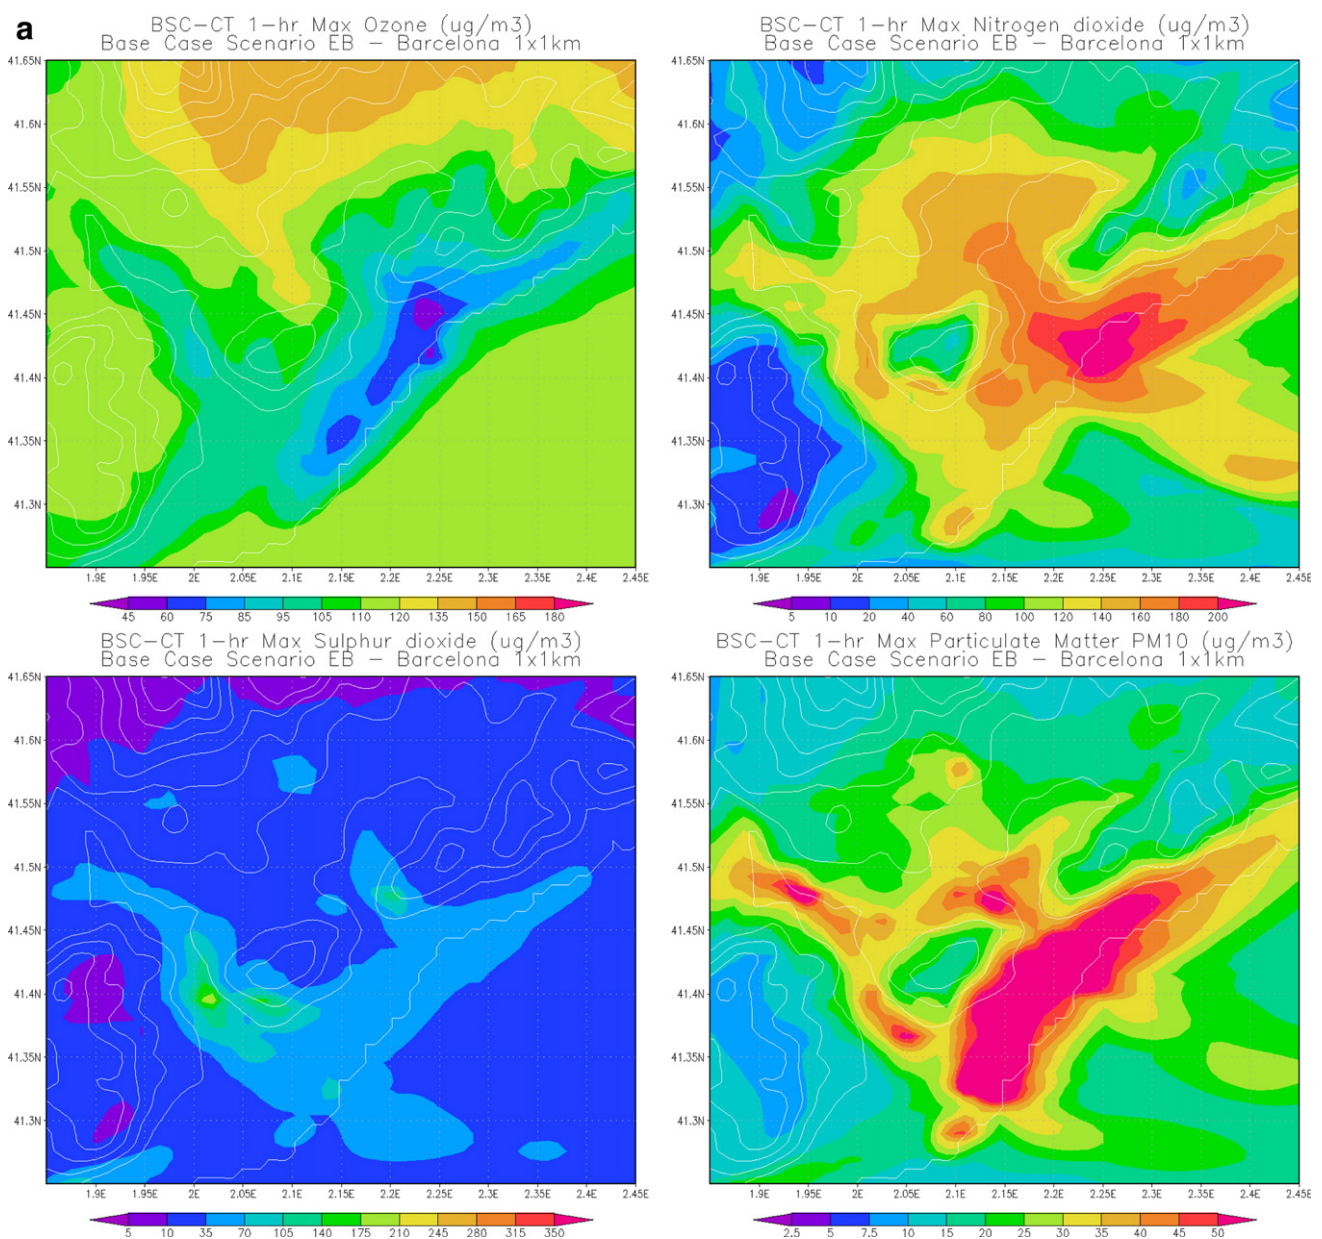 a
BSC-CT 1-hr Max Ozone (ug/m3)
Base Case Scenario EB - Barcelona 1x1km
41.65N
41.6N
41.55N
41.5N
41.45N
41.4N
41.35N
41.3N
1.9E 1.95E 2E 2.05E 2.1E 2.15E 2.2E 2.25E 2.3E 2.35E 2.4E 2.45E
45 60 75 85 95 105 110 120 135 150 165 180
BSC-CT 1-hr Max Nitrogen dioxide (ug/m3)
Base Case Scenario EB - Barcelona 1x1km
41.65N
41.6N
41.55N
41.5N
41.45N
41.4N
41.35N
41.3N
1.9E 1.95E 2E 2.05E 2.1E 2.15E 2.2E 2.25E 2.3E 2.35E 2.4E 2.45E
5 10 20 40 60 80 100 120 140 160 180 200
BSC-CT 1-hr Max Sulphur dioxide (ug/m3)
Base Case Scenario EB - Barcelona 1x1km
41.65N
41.6N
41.55N
41.5N
41.45N
41.4N
41.35N
41.3N
1.9E 1.95E 2E 2.05E 2.1E 2.15E 2.2E 2.25E 2.3E 2.35E 2.4E 2.45E
5 10 35 70 105 140 175 210 245 280 315 350
BSC-CT 1-hr Max Particulate Matter PM10 (ug/m3)
Base Case Scenario EB - Barcelona 1x1km
41.65N
41.6N
41.55N
41.5N
41.45N
41.4N
41.35N
41.3N
1.9E 1.95E 2E 2.05E 2.1E 2.15E 2.2E 2.25E 2.3E 2.35E 2.4E 2.45E
2.5 5 7.5 10 15 20 25 30 35 40 45 50